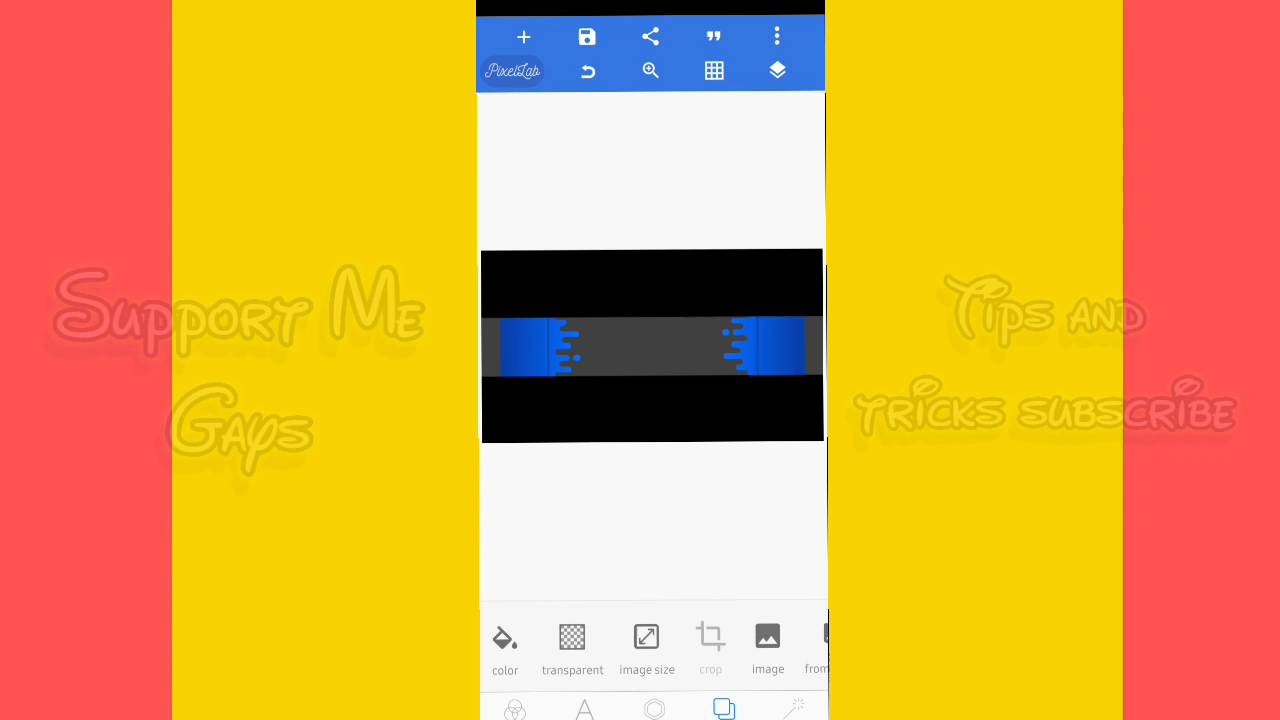 PixelLab
Support Me
Gays
Tips and
tricks subscribe
color
transparent
image size
crop
image
from